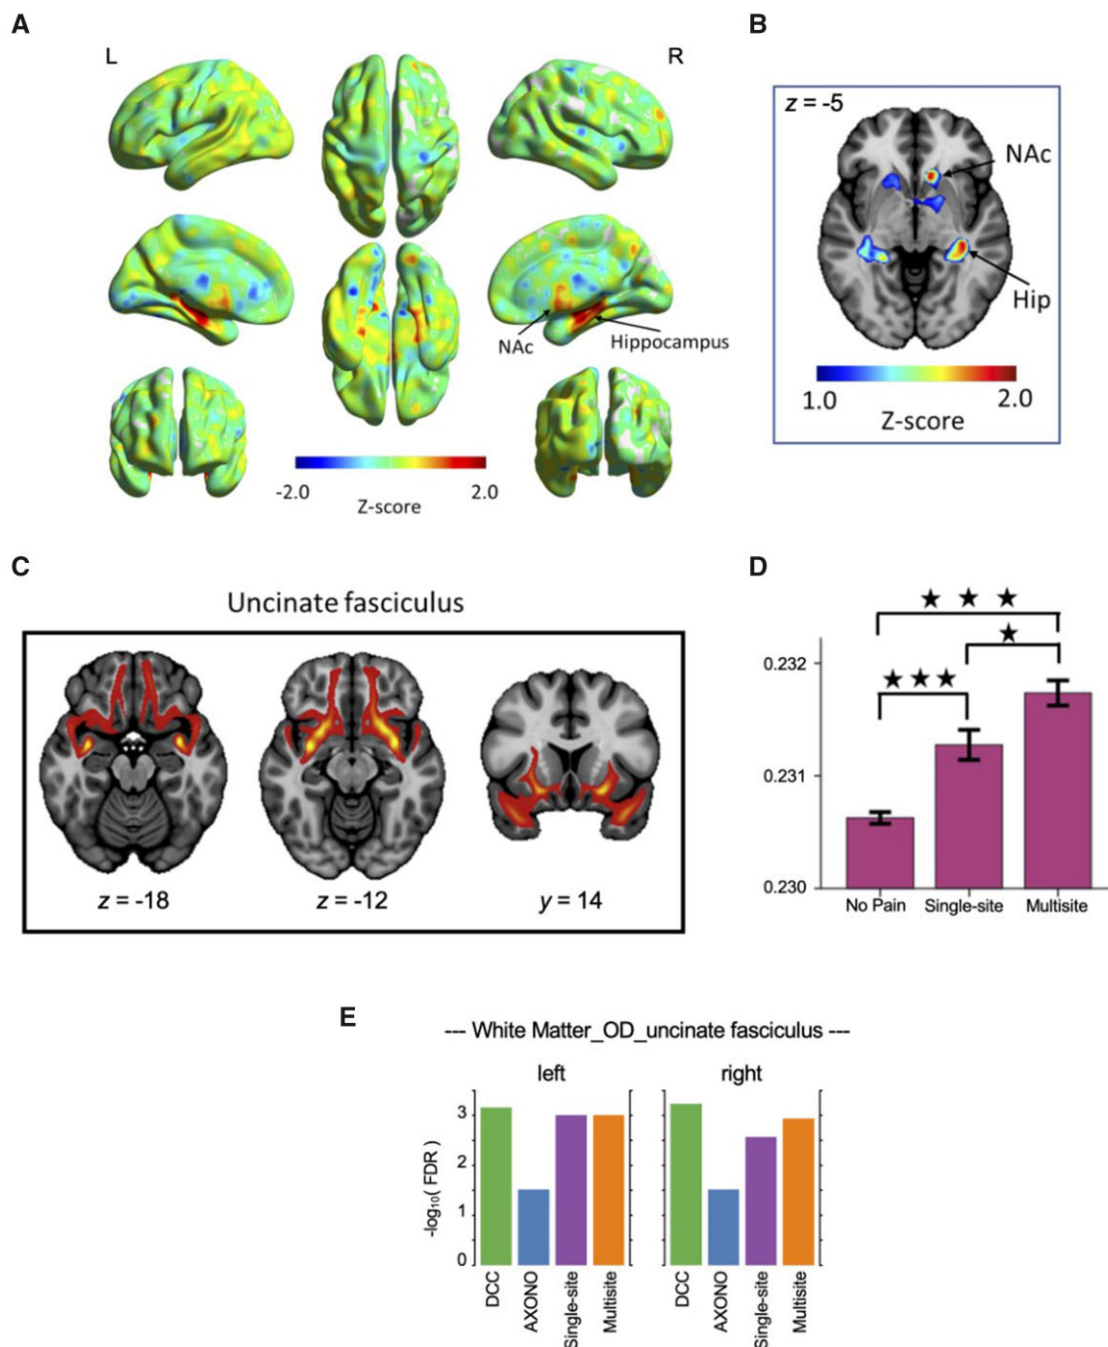 A
L
R
NAc
Hippocampus
-2.0
2.0
Z-score
B
z = -5
NAc
Hip
1.0
2.0
Z-score
C
Uncinate fasciculus
z = -18
z = -12
y = 14
D
★ ★ ★
★
★★★
0.232
0.231
0.230
No Pain
Single-site
Multisite
E
--- White Matter_OD_uncinate fasciculus ---
left
right
-log₁₀( FDR )
3
2
1
0
DCC
AXONO
Single-site
Multisite
DCC
AXONO
Single-site
Multisite